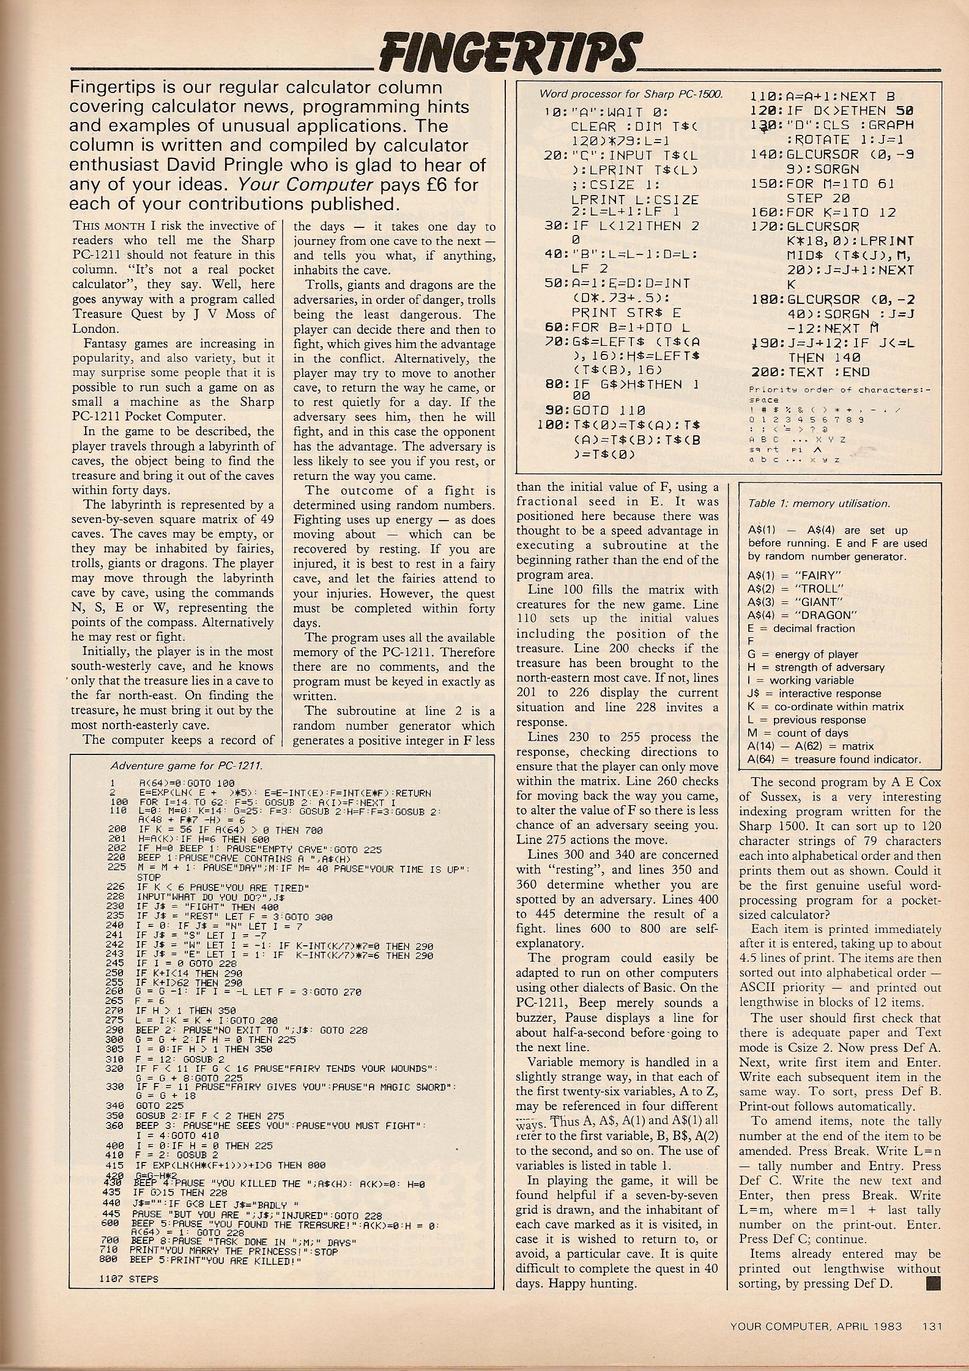 FINGERTIPS
Fingertips is our regular calculator column
covering calculator news, programming hints
and examples of unusual applications. The
column is written and compiled by calculator
enthusiast David Pringle who is glad to hear of
any of your ideas. Your Computer pays £6 for
each of your contributions published.
THIS MONTH I risk the invective of
readers who tell me the Sharp
PC-1211 should not feature in this
column. “It's not a real pocket
calculator”, they say. Well, here
goes anyway with a program called
Treasure Quest by J V Moss of
London.
Fantasy games are increasing in
popularity, and also variety, but it
may surprise some people that it is
possible to run such a game on as
small a machine as the Sharp
PC-1211 Pocket Computer.
In the game to be described, the
player travels through a labyrinth of
caves, the object being to find the
treasure and bring it out of the caves
within forty days.
The labyrinth is represented by a
seven-by-seven square matrix of 49
caves. The caves may be empty, or
they may be inhabited by fairies,
trolls, giants or dragons. The player
may move through the labyrinth
cave by cave, using the commands
N, S, E or W, representing the
points of the compass. Alternatively
he may rest or fight.
Initially, the player is in the most
south-westerly cave, and he knows
only that the treasure lies in a cave to
the far north-east. On finding the
treasure, he must bring it out by the
most north-easterly cave.
The computer keeps a record of
the days — it takes one day to
journey from one cave to the next —
and tells you what, if anything,
inhabits the cave.
Trolls, giants and dragons are the
adversaries, in order of danger, trolls
being the least dangerous. The
player can decide there and then to
fight, which gives him the advantage
in the conflict. Alternatively, the
player may try to move to another
cave, to return the way he came, or
to rest quietly for a day. If the
adversary sees him, then he will
fight, and in this case the opponent
has the advantage. The adversary is
less likely to see you if you rest, or
return the way you came.
The outcome of a fight is
determined using random numbers.
Fighting uses up energy — as does
moving about — which can be
recovered by resting. If you are
injured, it is best to rest in a fairy
cave, and let the fairies attend to
your injuries. However, the quest
must be completed within forty
days.
The program uses all the available
memory of the PC-1211. Therefore
there are no comments, and the
program must be keyed in exactly as
written.
The subroutine at line 2 is a
random number generator which
generates a positive integer in F less
Adventure game for PC-1211.
1 A(64)=0:GOTO 100
2 E=EXP(LN( E + )*5): E=E-INT(E):F=INT(E*F):RETURN
100 FOR I=14 TO 62: F=5: GOSUB 2:A(I)=F:NEXT I
110 L=0: M=0: K=14: G=25: F=3: GOSUB 2:H=F:F=3:GOSUB 2:
A(48 + F*7 -H) = 6
200 IF K = 56 IF A(64) > 0 THEN 700
201 H=A(K):IF H=6 THEN 600
202 IF H=0 BEEP 1: PAUSE"EMPTY CAVE":GOTO 225
220 BEEP 1:PAUSE"CAVE CONTAINS A ";A$(H)
225 M = M + 1: PAUSE"DAY";M:IF M= 40 PAUSE"YOUR TIME IS UP":
STOP
226 IF K < 6 PAUSE"YOU ARE TIRED"
228 INPUT"WHAT DO YOU DO?";J$
230 IF J$ = "FIGHT" THEN 400
235 IF J$ = "REST" LET F = 3:GOTO 300
240 I = 0: IF J$ = "N" LET I = 7
241 IF J$ = "S" LET I = -7
242 IF J$ = "W" LET I = -1: IF K-INT(K/7)*7=0 THEN 290
243 IF J$ = "E" LET I = 1: IF K-INT(K/7)*7=6 THEN 290
245 IF I = 0 GOTO 228
250 IF K+I<14 THEN 290
255 IF K+I>62 THEN 290
260 G = G -1: IF I = -L LET F = 3:GOTO 270
265 F = 6
270 IF H > 1 THEN 350
275 L = I:K = K + I:GOTO 200
290 BEEP 2: PAUSE"NO EXIT TO ";J$: GOTO 228
300 G = G + 2:IF H = 0 THEN 225
305 I = 0:IF H > 1 THEN 350
310 F = 12: GOSUB 2
320 IF F < 11 IF G < 16 PAUSE"FAIRY TENDS YOUR WOUNDS":
G = G + 8:GOTO 225
330 IF F = 11 PAUSE"FAIRY GIVES YOU":PAUSE"A MAGIC SWORD":
G = G + 18
340 GOTO 225
350 GOSUB 2:IF F < 2 THEN 275
360 BEEP 3: PAUSE"HE SEES YOU":PAUSE"YOU MUST FIGHT":
I = 4:GOTO 410
400 I = 0:IF H = 0 THEN 225
410 F = 2: GOSUB 2
415 IF EXP(LN(H*(F+1)))+I>G THEN 800
420 G=G-H*2
430 BEEP 4:PAUSE "YOU KILLED THE ";A$(H): A(K)=0: H=0
435 IF G>15 THEN 228
440 J$="":IF G<8 LET J$="BADLY "
445 PAUSE "BUT YOU ARE ";J$;"INJURED":GOTO 228
600 BEEP 5:PAUSE "YOU FOUND THE TREASURE!":A(K)=0:H = 0:
A(64) = 1: GOTO 228
700 BEEP 8:PAUSE "TASK DONE IN ";M;" DAYS"
710 PRINT"YOU MARRY THE PRINCESS!":STOP
800 BEEP 5:PRINT"YOU ARE KILLED!"
1107 STEPS
Word processor for Sharp PC-1500.
10:"A":WAIT 0:
CLEAR :DIM T$(
120)*79:L=1
20:"C":INPUT T$(L
):LPRINT T$(L)
;:CSIZE 1:
LPRINT L:CSIZE
2:L=L+1:LF 1
30:IF L<121THEN 2
0
40:"B":L=L-1:D=L:
LF 2
50:A=1:E=D:D=INT
(D*.73+.5):
PRINT STR$ E
60:FOR B=1+DTO L
70:G$=LEFT$ (T$(A
),16):H$=LEFT$
(T$(B),16)
80:IF G$>H$THEN 1
00
90:GOTO 110
100:T$(0)=T$(A):T$
(A)=T$(B):T$(B
)=T$(0)
110:A=A+1:NEXT B
120:IF D<>ETHEN 50
130:"D":CLS :GRAPH
:ROTATE 1:J=1
140:GLCURSOR (0,-9
9):SORGN
150:FOR M=1TO 61
STEP 20
160:FOR K=1TO 12
170:GLCURSOR
K*18,0):LPRINT
MID$ (T$(J),M,
20):J=J+1:NEXT
K
180:GLCURSOR (0,-2
40):SORGN :J=J
-12:NEXT M
190:J=J+12:IF J<=L
THEN 140
200:TEXT :END
Priority order of characters:-
space
! # $ % & ( ) * + , - . /
0 1 2 3 4 5 6 7 8 9
: ; < = > ? @
A B C ... X Y Z
sqrt pi ^
a b c ... x y z
than the initial value of F, using a
fractional seed in E. It was
positioned here because there was
thought to be a speed advantage in
executing a subroutine at the
beginning rather than the end of the
program area.
Line 100 fills the matrix with
creatures for the new game. Line
110 sets up the initial values
including the position of the
treasure. Line 200 checks if the
treasure has been brought to the
north-eastern most cave. If not, lines
201 to 226 display the current
situation and line 228 invites a
response.
Lines 230 to 255 process the
response, checking directions to
ensure that the player can only move
within the matrix. Line 260 checks
for moving back the way you came,
to alter the value of F so there is less
chance of an adversary seeing you.
Line 275 actions the move.
Lines 300 and 340 are concerned
with “resting”, and lines 350 and
360 determine whether you are
spotted by an adversary. Lines 400
to 445 determine the result of a
fight. lines 600 to 800 are self-
explanatory.
The program could easily be
adapted to run on other computers
using other dialects of Basic. On the
PC-1211, Beep merely sounds a
buzzer, Pause displays a line for
about half-a-second before going to
the next line.
Variable memory is handled in a
slightly strange way, in that each of
the first twenty-six variables, A to Z,
may be referenced in four different
ways. Thus A, A$, A(1) and A$(1) all
refer to the first variable, B, B$, A(2)
to the second, and so on. The use of
variables is listed in table 1.
In playing the game, it will be
found helpful if a seven-by-seven
grid is drawn, and the inhabitant of
each cave marked as it is visited, in
case it is wished to return to, or
avoid, a particular cave. It is quite
difficult to complete the quest in 40
days. Happy hunting.
Table 1: memory utilisation.
A$(1) — A$(4) are set up
before running. E and F are used
by random number generator.
A$(1) = “FAIRY”
A$(2) = “TROLL”
A$(3) = “GIANT”
A$(4) = “DRAGON”
E = decimal fraction
F
G = energy of player
H = strength of adversary
I = working variable
J$ = interactive response
K = co-ordinate within matrix
L = previous response
M = count of days
A(14) — A(62) = matrix
A(64) = treasure found indicator.
The second program by A E Cox
of Sussex, is a very interesting
indexing program written for the
Sharp 1500. It can sort up to 120
character strings of 79 characters
each into alphabetical order and then
prints them out as shown. Could it
be the first genuine useful word-
processing program for a pocket-
sized calculator?
Each item is printed immediately
after it is entered, taking up to about
4.5 lines of print. The items are then
sorted out into alphabetical order —
ASCII priority — and printed out
lengthwise in blocks of 12 items.
The user should first check that
there is adequate paper and Text
mode is Csize 2. Now press Def A.
Next, write first item and Enter.
Write each subsequent item in the
same way. To sort, press Def B.
Print-out follows automatically.
To amend items, note the tally
number at the end of the item to be
amended. Press Break. Write L=n
— tally number and Entry. Press
Def C. Write the new text and
Enter, then press Break. Write
L=m, where m=1 + last tally
number on the print-out. Enter.
Press Def C; continue.
Items already entered may be
printed out lengthwise without
sorting, by pressing Def D.
YOUR COMPUTER, APRIL 1983 131